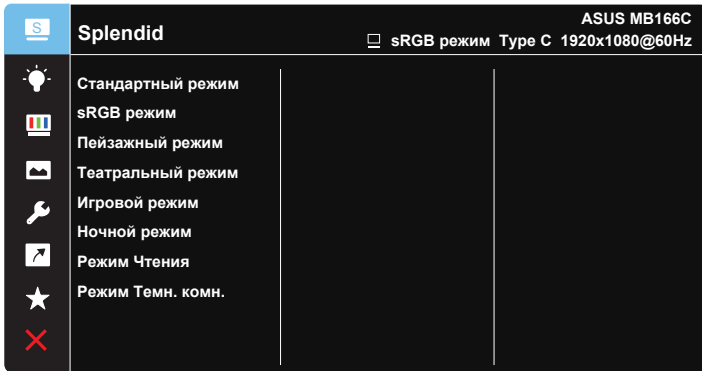 S
Splendid
ASUS MB166C
sRGB режим Type C 1920x1080@60Hz
Стандартный режим
sRGB режим
Пейзажный режим
Театральный режим
Игровой режим
Ночной режим
Режим Чтения
Режим Темн. комн.